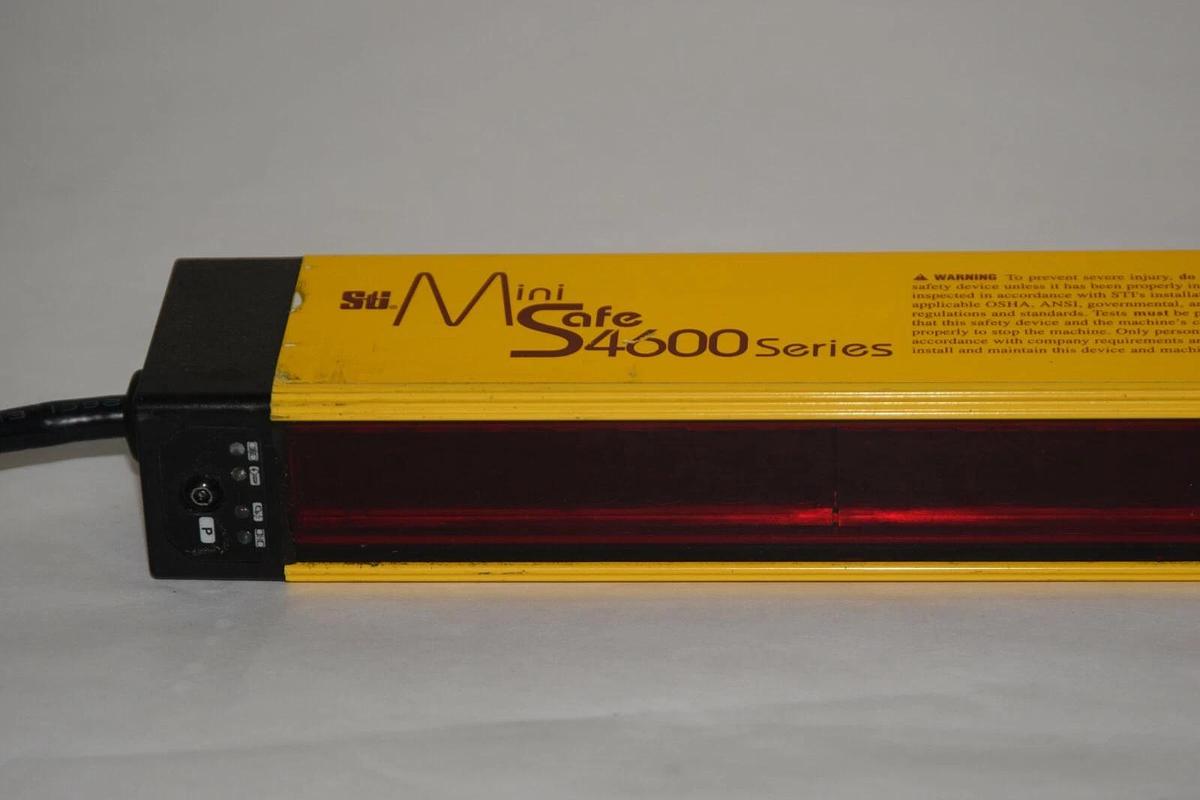 Sti® Mini
Safe
S4600 Series
⚠ WARNING To prevent severe injury, do
safety device unless it has been properly in
inspected in accordance with STI's installa
applicable OSHA, ANSI, governmental, a
regulations and standards. Tests must be p
that this safety device and the machine's
properly to stop the machine. Only person
accordance with company requirements a
install and maintain this device and machi
P